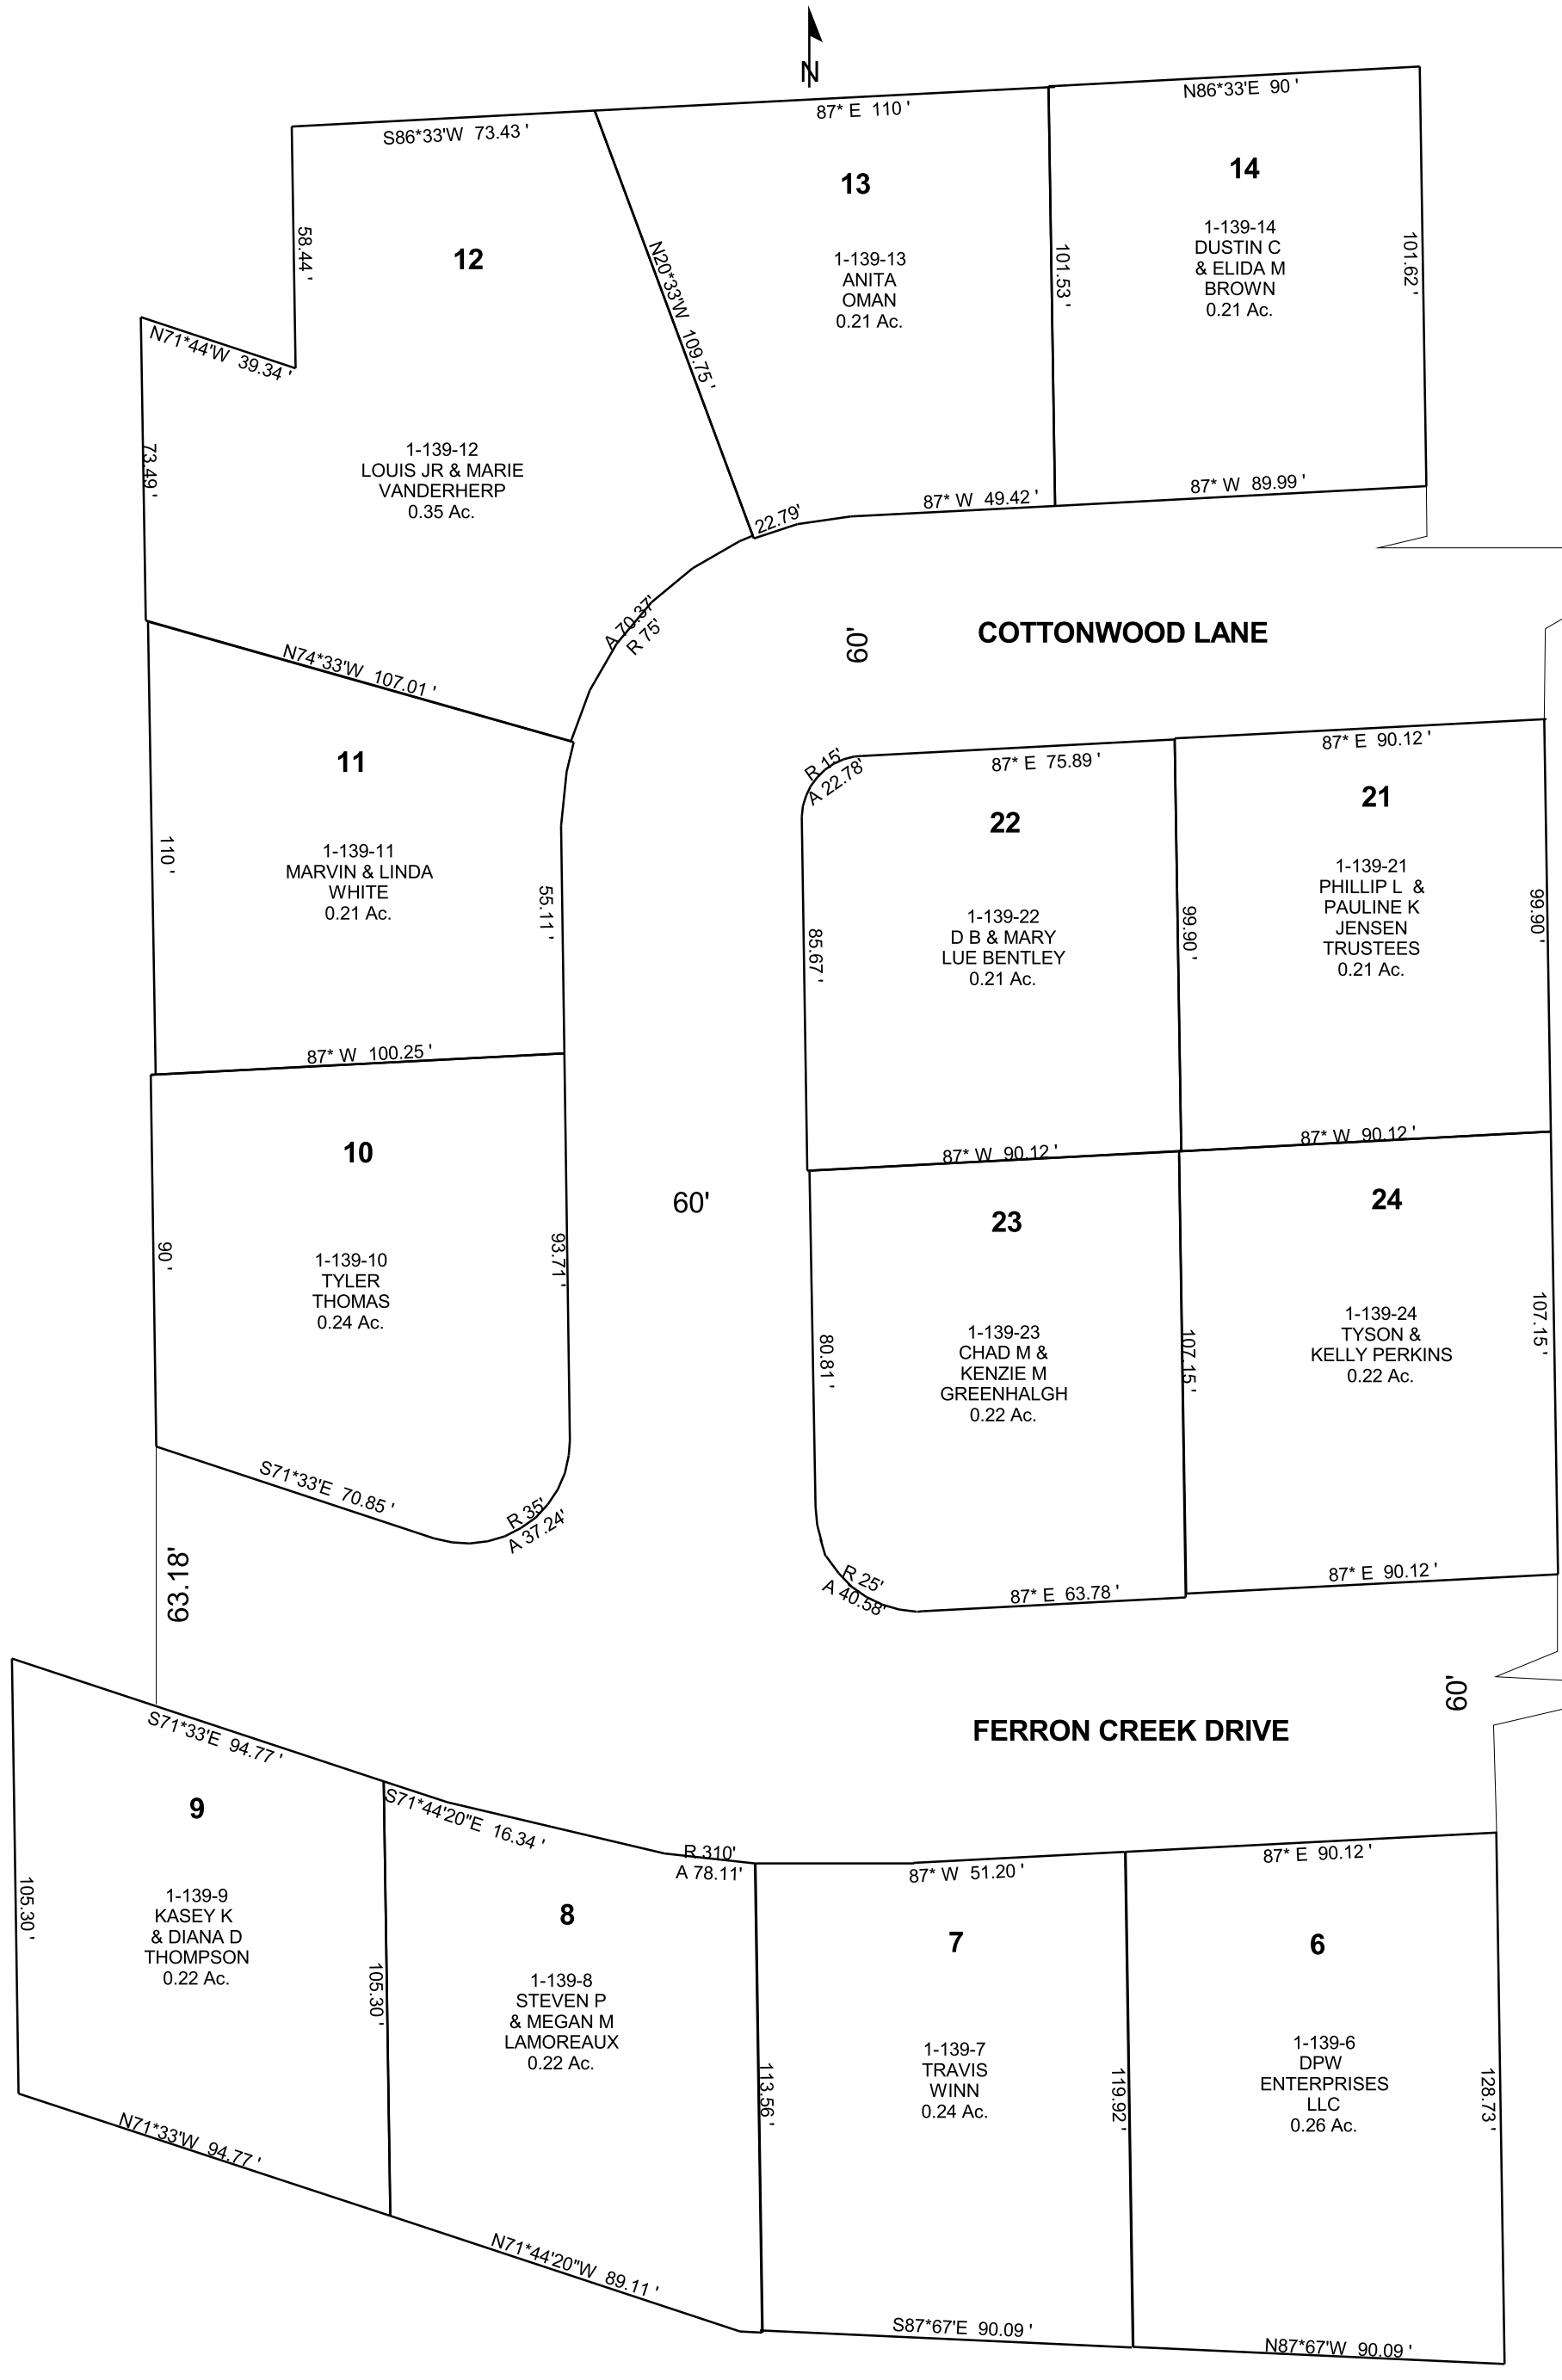 N
S86*33'W 73.43 '
87* E 110 '
N86*33'E 90 '
58.44 '
12
N20*33'W 109.75 '
13
1-139-13
ANITA
OMAN
0.21 Ac.
101.53 '
14
1-139-14
DUSTIN C
& ELIDA M
BROWN
0.21 Ac.
101.62 '
N71*44'W 39.34 '
73.49 '
1-139-12
LOUIS JR & MARIE
VANDERHERP
0.35 Ac.
22.79'
87* W 49.42 '
87* W 89.99 '
A 70.37'
R 75'
60'
COTTONWOOD LANE
N74*33'W 107.01 '
11
110 '
1-139-11
MARVIN & LINDA
WHITE
0.21 Ac.
55.11 '
R 15'
A 22.78'
87* E 75.89 '
87* E 90.12 '
22
85.67 '
1-139-22
D B & MARY
LUE BENTLEY
0.21 Ac.
99.90 '
21
1-139-21
PHILLIP L &
PAULINE K
JENSEN
TRUSTEES
0.21 Ac.
99.90 '
87* W 100.25 '
87* W 90.12 '
87* W 90.12 '
10
90 '
1-139-10
TYLER
THOMAS
0.24 Ac.
93.71 '
60'
23
80.81 '
1-139-23
CHAD M &
KENZIE M
GREENHALGH
0.22 Ac.
107.15 '
24
1-139-24
TYSON &
KELLY PERKINS
0.22 Ac.
107.15 '
S71*33'E 70.85 '
R 35'
A 37.24'
R 25'
A 40.58'
87* E 63.78 '
87* E 90.12 '
63.18'
60'
FERRON CREEK DRIVE
S71*33'E 94.77 '
S71*44'20"E 16.34 '
R 310'
A 78.11'
87* W 51.20 '
87* E 90.12 '
9
105.30 '
1-139-9
KASEY K
& DIANA D
THOMPSON
0.22 Ac.
105.30 '
8
1-139-8
STEVEN P
& MEGAN M
LAMOREAUX
0.22 Ac.
113.56 '
7
1-139-7
TRAVIS
WINN
0.24 Ac.
119.92 '
6
1-139-6
DPW
ENTERPRISES
LLC
0.26 Ac.
128.73 '
N71*33'W 94.77 '
N71*44'20"W 89.11 '
S87*67'E 90.09 '
N87*67'W 90.09 '